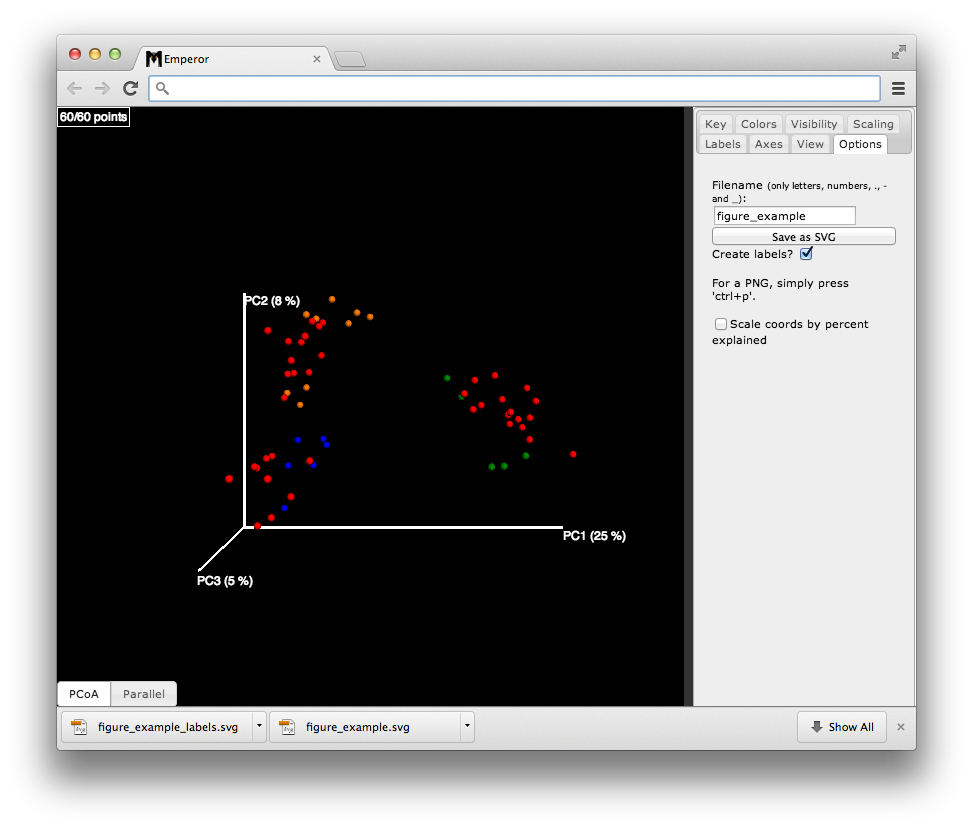 Emperor
60/60 points
Key Colors Visibility Scaling
Labels Axes View Options
Filename (only letters, numbers, ., -
and _):
figure_example
Save as SVG
Create labels?
For a PNG, simply press
'ctrl+p'.
Scale coords by percent
explained
PC2 (8 %)
PC1 (25 %)
PC3 (5 %)
PCoA Parallel
figure_example_labels.svg figure_example.svg Show All